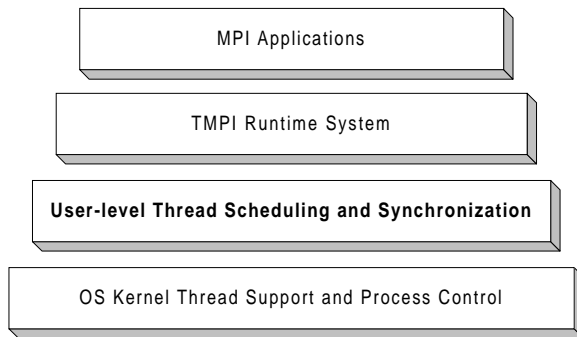 MPI Applications
TMPI Runtime System
User-level Thread Scheduling and Synchronization
OS Kernel Thread Support and Process Control